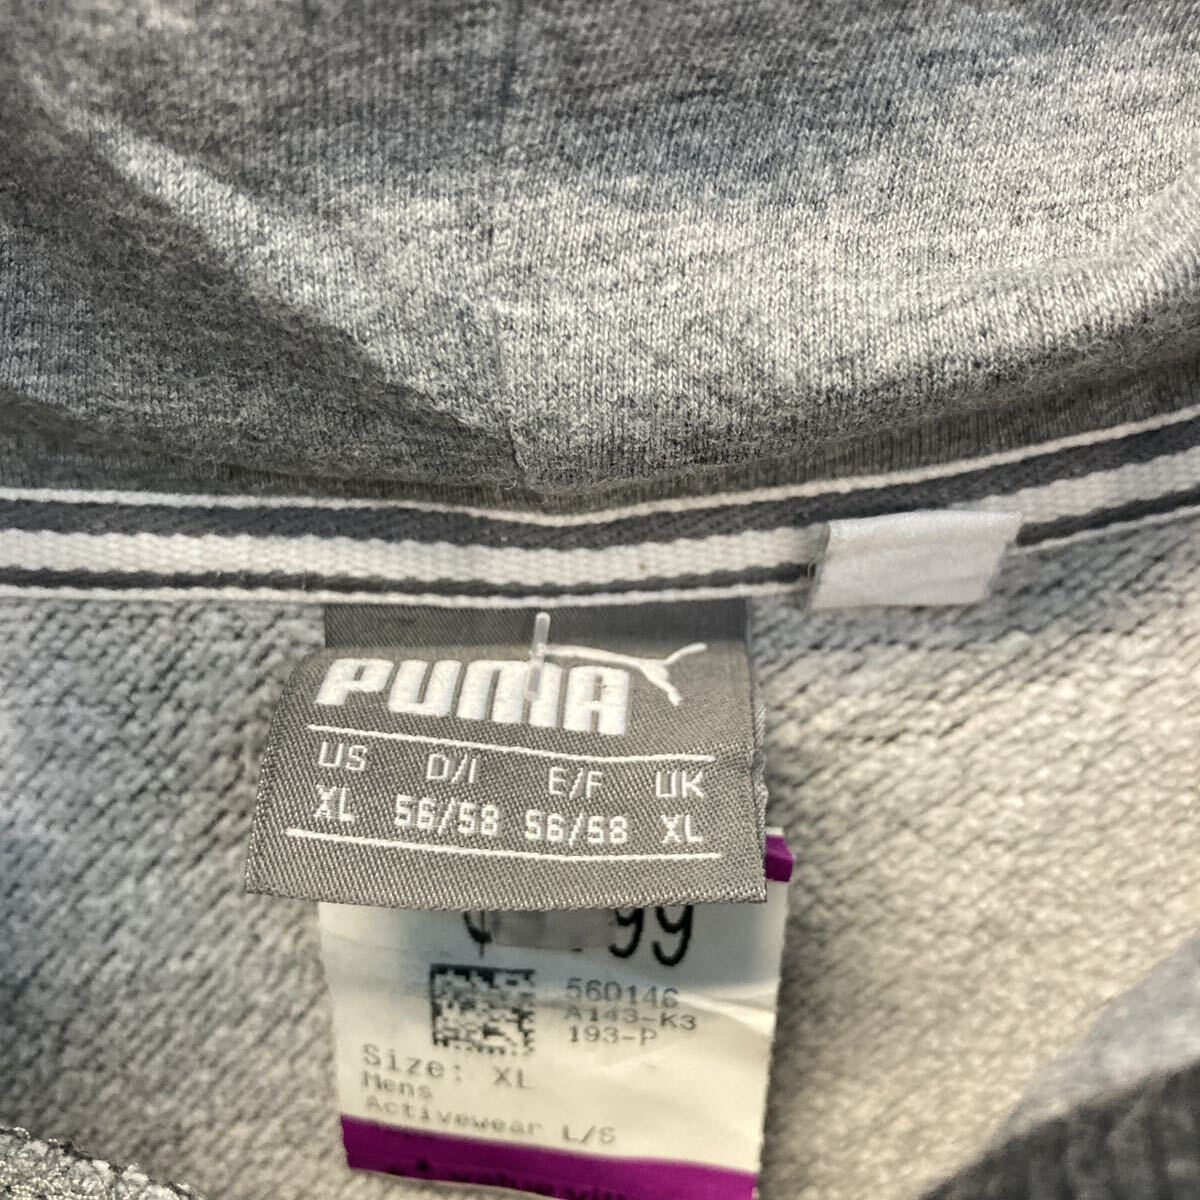 PUMA
US D/I E/F UK
XL 56/58 56/58 XL
99
560146
A143-K3
193-P
Size: XL
Mens
Activewear L/S